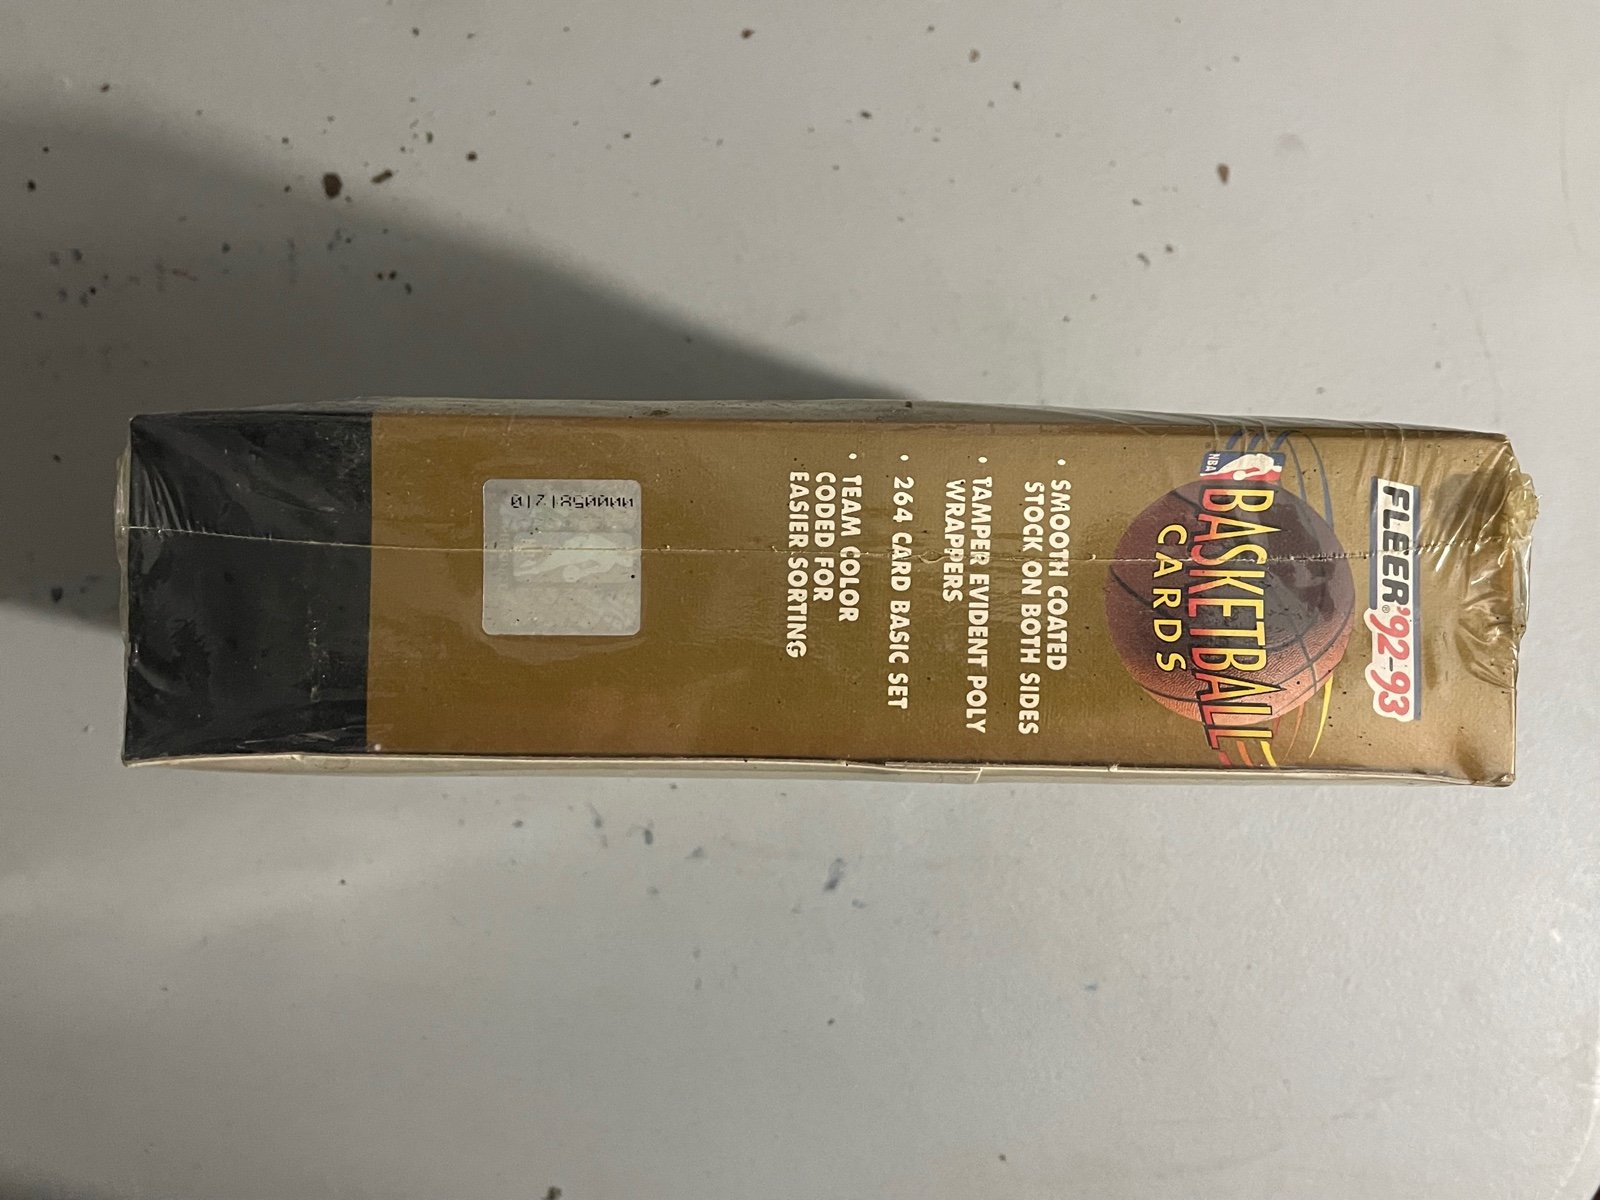 FLEER® '92-93
NBA
BASKETBALL
CARDS
• SMOOTH COATED
STOCK ON BOTH SIDES
• TAMPER EVIDENT POLY
WRAPPERS
• 264 CARD BASIC SET
• TEAM COLOR
CODED FOR
EASIER SORTING